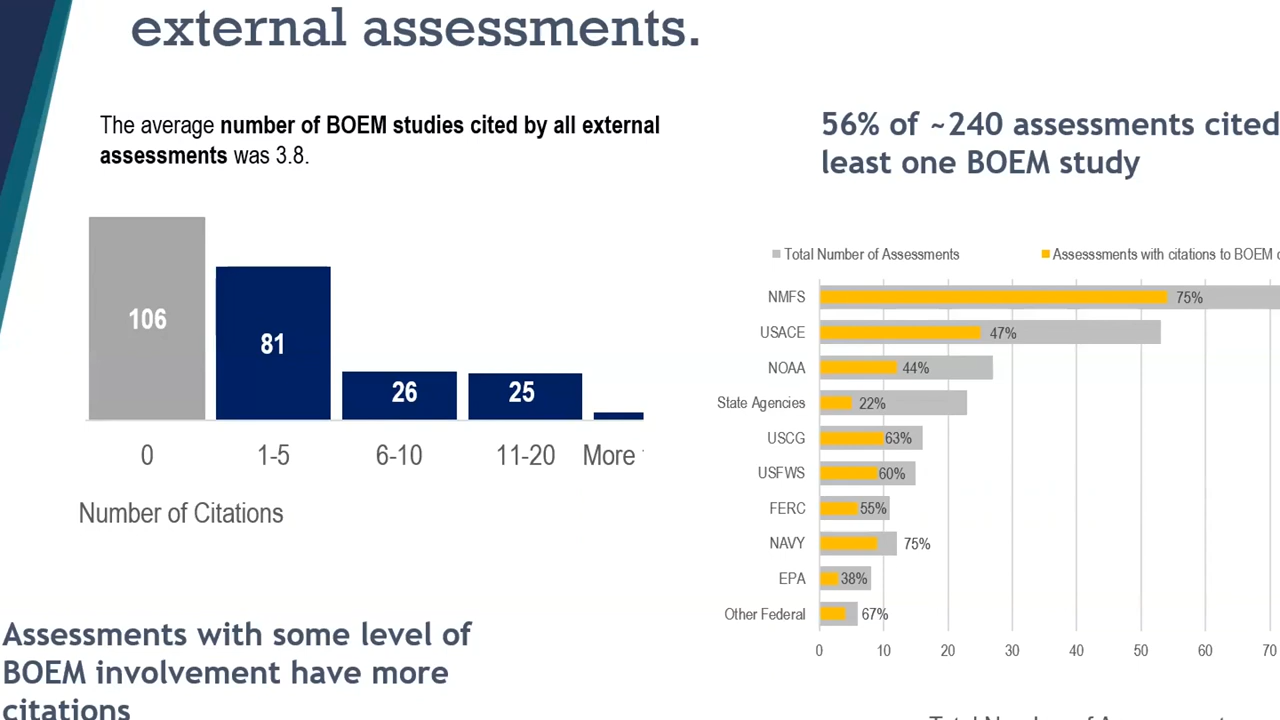 external assessments.
The average number of BOEM studies cited by all external
assessments was 3.8.
106
81
26
25
0
1-5
6-10
11-20
More
Number of Citations
Assessments with some level of
BOEM involvement have more
citations
56% of ~240 assessments cited
least one BOEM study
Total Number of Assessments
Assesssments with citations to BOEM
NMFS
75%
USACE
47%
NOAA
44%
State Agencies
22%
USCG
63%
USFWS
60%
FERC
55%
NAVY
75%
EPA
38%
Other Federal
67%
0
10
20
30
40
50
60
70